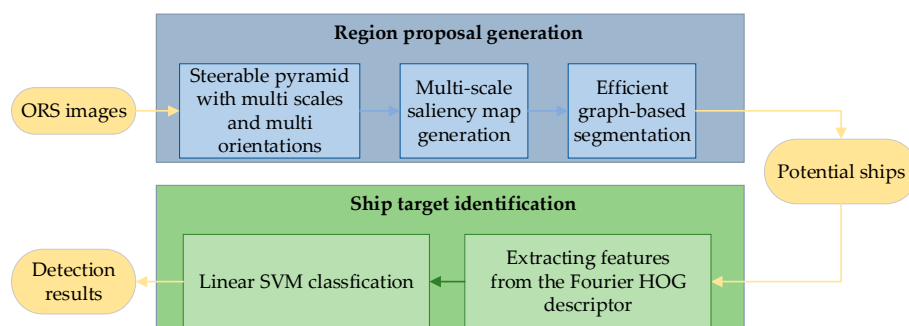 Region proposal generation
ORS images
Steerable pyramid
with multi scales
and multi
orientations
Multi-scale
saliency map
generation
Efficient
graph-based
segmentation
Potential ships
Ship target identification
Extracting features
from the Fourier HOG
descriptor
Linear SVM classfication
Detection
results